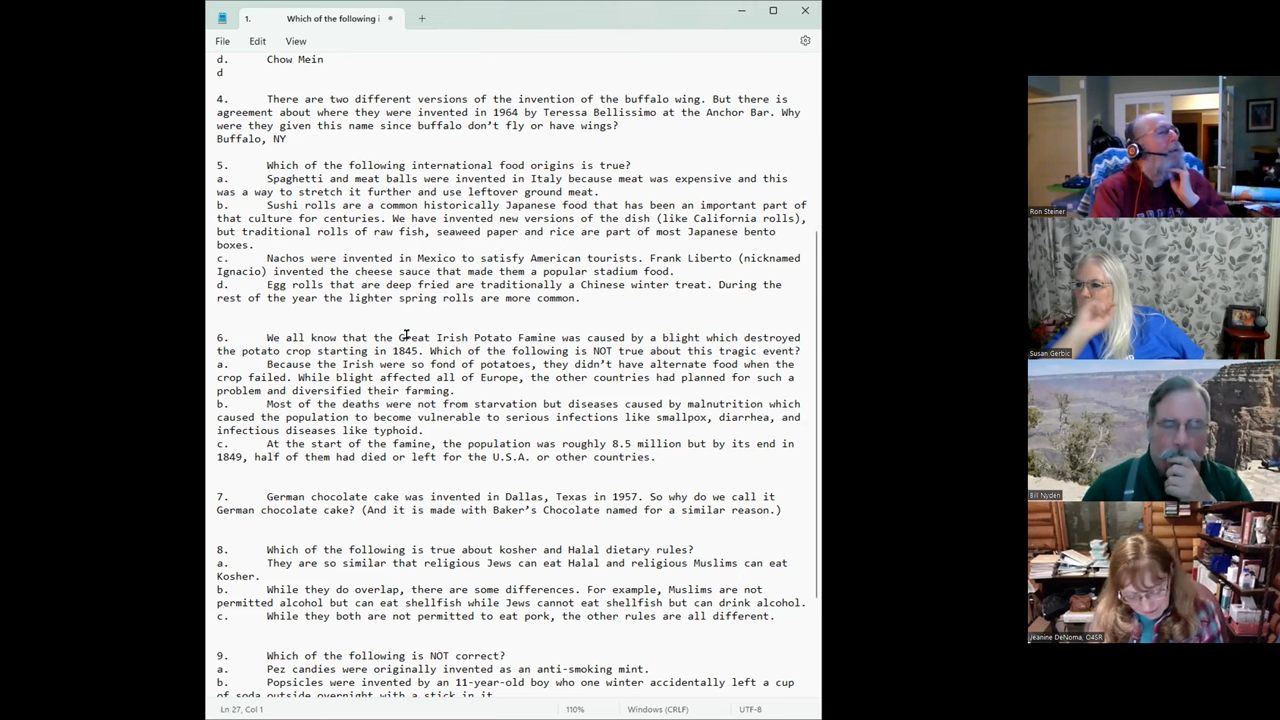 1. Which of the following i
File Edit View
d. Chow Mein
d
4. There are two different versions of the invention of the buffalo wing. But there is
agreement about where they were invented in 1964 by Teressa Bellissimo at the Anchor Bar. Why
were they given this name since buffalo don’t fly or have wings?
Buffalo, NY
5. Which of the following international food origins is true?
a. Spaghetti and meat balls were invented in Italy because meat was expensive and this
was a way to stretch it further and use leftover ground meat.
b. Sushi rolls are a common historically Japanese food that has been an important part of
that culture for centuries. We have invented new versions of the dish (like California rolls),
but traditional rolls of raw fish, seaweed paper and rice are part of most Japanese bento
boxes.
c. Nachos were invented in Mexico to satisfy American tourists. Frank Liberto (nicknamed
Ignacio) invented the cheese sauce that made them a popular stadium food.
d. Egg rolls that are deep fried are traditionally a Chinese winter treat. During the
rest of the year the lighter spring rolls are more common.
6. We all know that the Great Irish Potato Famine was caused by a blight which destroyed
the potato crop starting in 1845. Which of the following is NOT true about this tragic event?
a. Because the Irish were so fond of potatoes, they didn’t have alternate food when the
crop failed. While blight affected all of Europe, the other countries had planned for such a
problem and diversified their farming.
b. Most of the deaths were not from starvation but diseases caused by malnutrition which
caused the population to become vulnerable to serious infections like smallpox, diarrhea, and
infectious diseases like typhoid.
c. At the start of the famine, the population was roughly 8.5 million but by its end in
1849, half of them had died or left for the U.S.A. or other countries.
7. German chocolate cake was invented in Dallas, Texas in 1957. So why do we call it
German chocolate cake? (And it is made with Baker’s Chocolate named for a similar reason.)
8. Which of the following is true about kosher and Halal dietary rules?
a. They are so similar that religious Jews can eat Halal and religious Muslims can eat
Kosher.
b. While they do overlap, there are some differences. For example, Muslims are not
permitted alcohol but can eat shellfish while Jews cannot eat shellfish but can drink alcohol.
c. While they both are not permitted to eat pork, the other rules are all different.
9. Which of the following is NOT correct?
a. Pez candies were originally invented as an anti-smoking mint.
b. Popsicles were invented by an 11-year-old boy who one winter accidentally left a cup
of soda outside overnight with a stick in it
Ln 27, Col 1 110% Windows (CRLF) UTF-8
Ron Steiner
Susan Gerbic
Bill Nyden
Jeanine DeNoma, O4SR